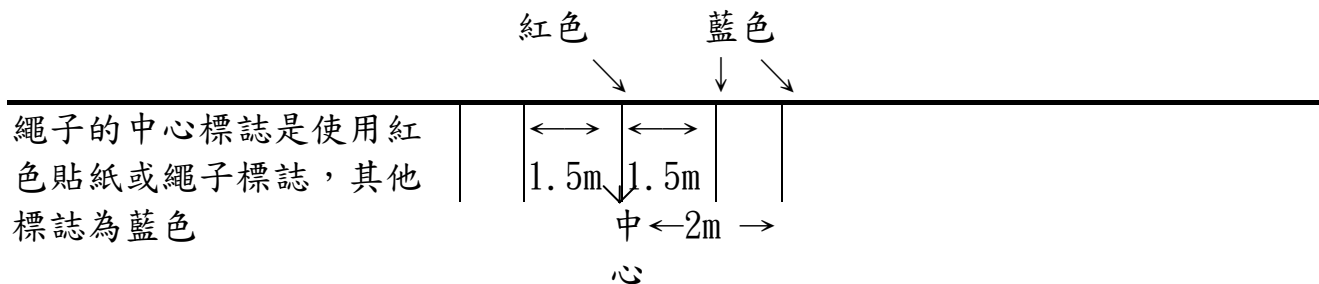 紅色 藍色
繩子的中心標誌是使用紅
色貼紙或繩子標誌，其他
標誌為藍色
1.5m 1.5m
中 ←2m →
心